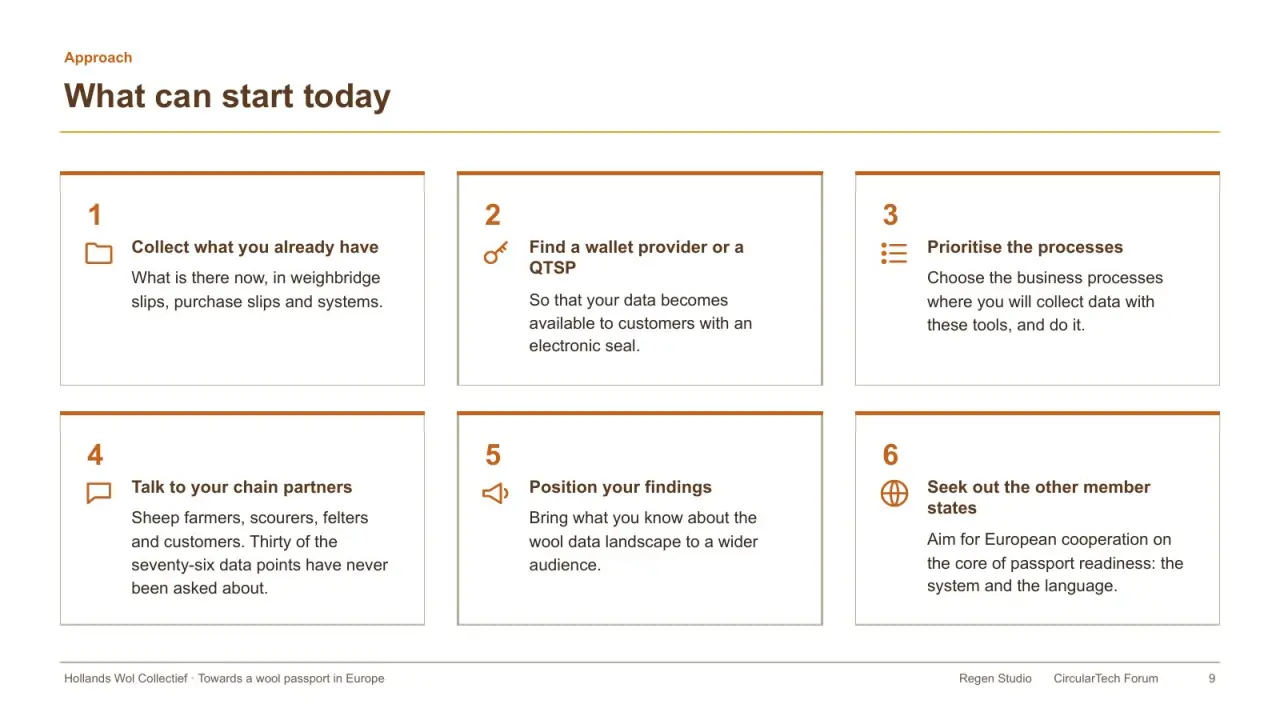 Approach
What can start today
1
Collect what you already have
What is there now, in weighbridge
slips, purchase slips and systems.
2
Find a wallet provider or a
QTSP
So that your data becomes
available to customers with an
electronic seal.
3
Prioritise the processes
Choose the business processes
where you will collect data with
these tools, and do it.
4
Talk to your chain partners
Sheep farmers, scourers, felters
and customers. Thirty of the
seventy-six data points have never
been asked about.
5
Position your findings
Bring what you know about the
wool data landscape to a wider
audience.
6
Seek out the other member
states
Aim for European cooperation on
the core of passport readiness: the
system and the language.
Hollands Wol Collectief · Towards a wool passport in Europe
Regen Studio CircularTech Forum 9